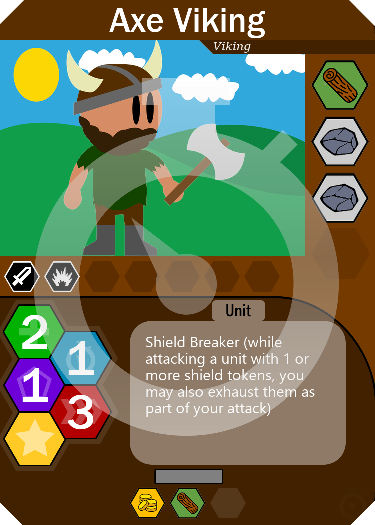 Axe Viking
Viking
Unit
2
1
1
3
Shield Breaker (while
attacking a unit with 1 or
more shield tokens, you
may also exhaust them as
part of your attack)